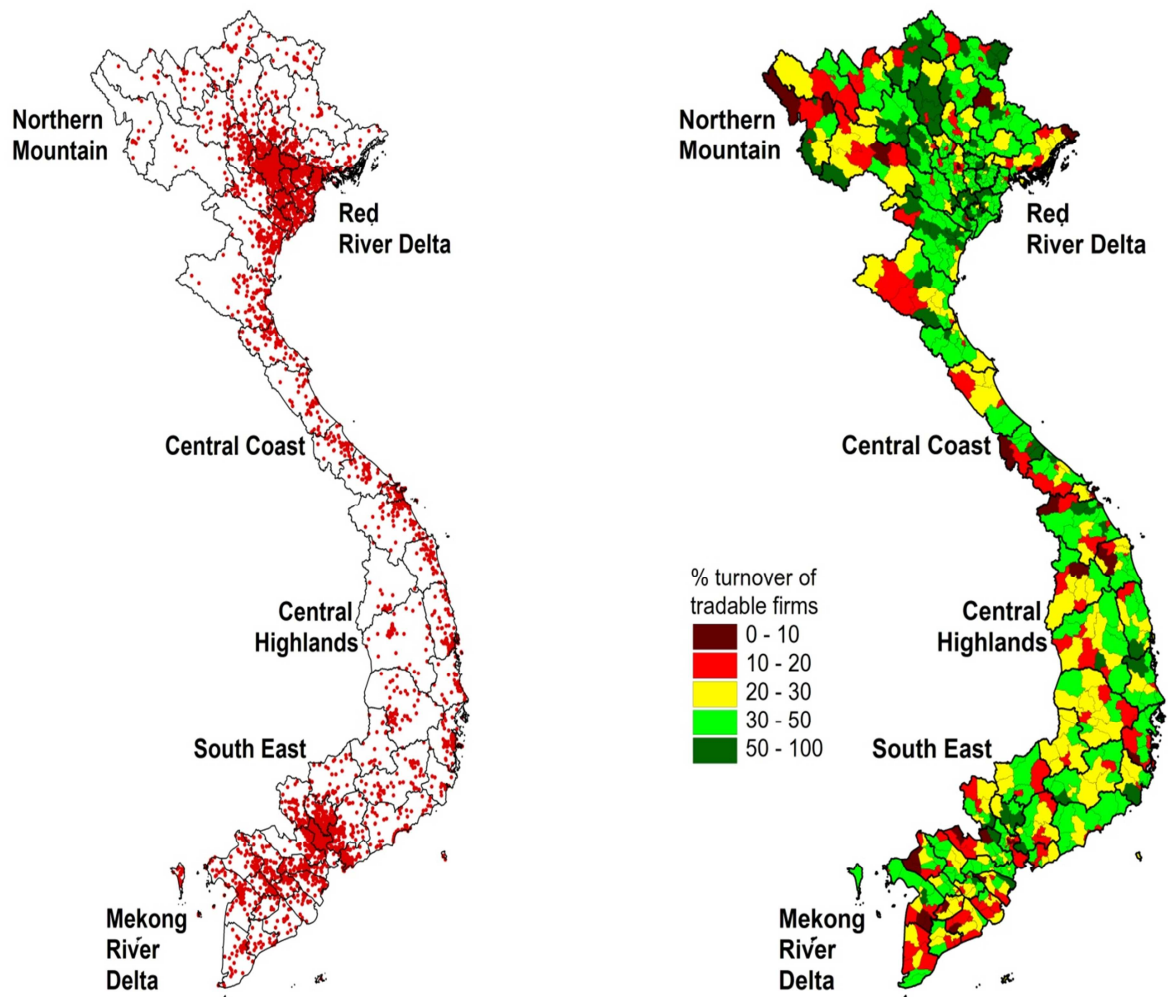 Northern
Mountain
Red
River Delta
Central Coast
Central
Highlands
South East
Mekong
River
Delta
Northern
Mountain
Red
River Delta
Central Coast
% turnover of
tradable firms
0 - 10
10 - 20
20 - 30
30 - 50
50 - 100
Central
Highlands
South East
Mekong
River
Delta